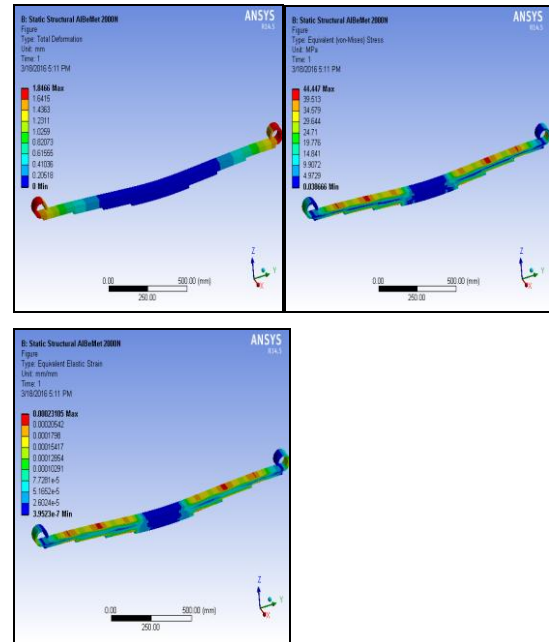 B: Static Structural AlBeMet 2000N
Figure
Type: Total Deformation
Unit: mm
Time: 1
3/18/2016 5:11 PM
ANSYS
R14.5
1.8466 Max
1.6415
1.4363
1.2311
1.0259
0.82073
0.61555
0.41036
0.20518
0 Min
0.00
500.00 (mm)
250.00
Z
Y
X
B: Static Structural AlBeMet 2000N
Figure
Type: Equivalent (von-Mises) Stress
Unit: MPa
Time: 1
3/18/2016 5:11 PM
ANSYS
R14.5
44.447 Max
39.513
34.579
29.644
24.71
19.776
14.841
9.9072
4.9729
0.038666 Min
0.00
500.00 (mm)
250.00
Z
Y
X
B: Static Structural AlBeMet 2000N
Figure
Type: Equivalent Elastic Strain
Unit: mm/mm
Time: 1
3/18/2016 5:11 PM
ANSYS
R14.5
0.00023105 Max
0.00020542
0.0001798
0.00015417
0.00012854
0.00010291
7.7281e-5
5.1652e-5
2.6024e-5
3.9523e-7 Min
0.00
500.00 (mm)
250.00
Z
Y
X